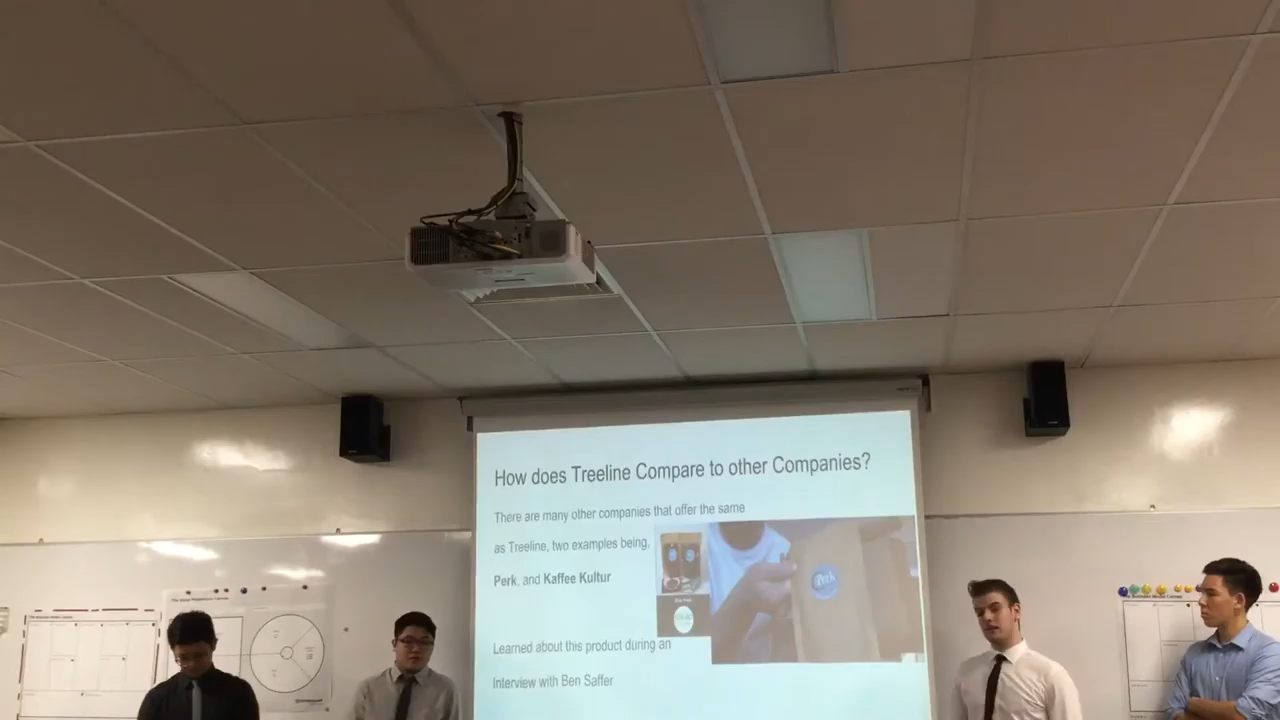 How does Treeline Compare to other Companies?
There are many other companies that offer the same
as Treeline, two examples being,
Perk, and Kaffee Kultur
Perk
Learned about this product during an
Interview with Ben Saffer